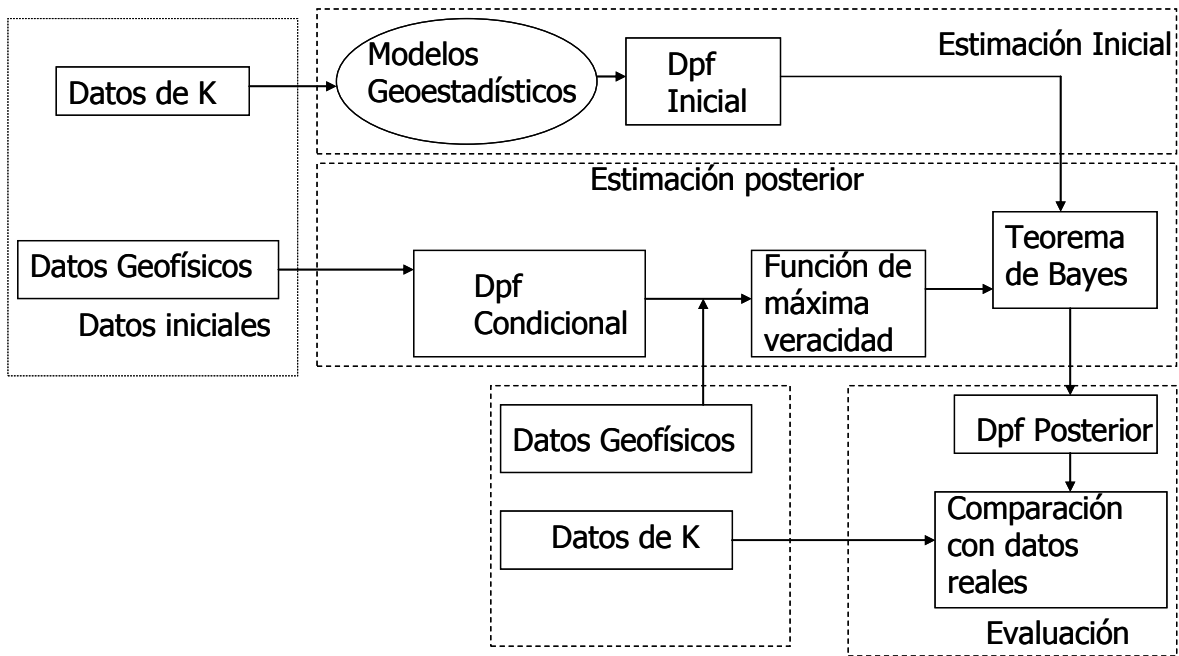 Estimación Inicial
Modelos
Geoestadísticos
Dpf
Inicial
Datos de K
Estimación posterior
Datos Geofísicos
Datos iniciales
Dpf
Condicional
Función de
máxima
veracidad
Teorema
de Bayes
Datos Geofísicos
Datos de K
Dpf Posterior
Comparación
con datos
reales
Evaluación